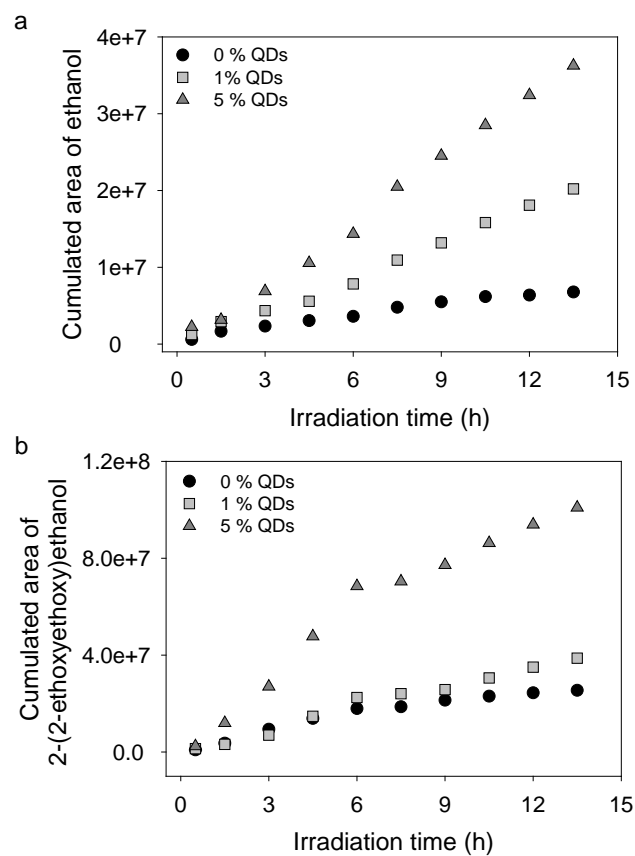 a
4e+7
3e+7
2e+7
1e+7
0
Cumulated area of ethanol
0 % QDs
1% QDs
5 % QDs
0 3 6 9 12 15
Irradiation time (h)
b
1.2e+8
8.0e+7
4.0e+7
0.0
Cumulated area of
2-(2-ethoxyethoxy)ethanol
0 % QDs
1 % QDs
5 % QDs
0 3 6 9 12 15
Irradiation time (h)